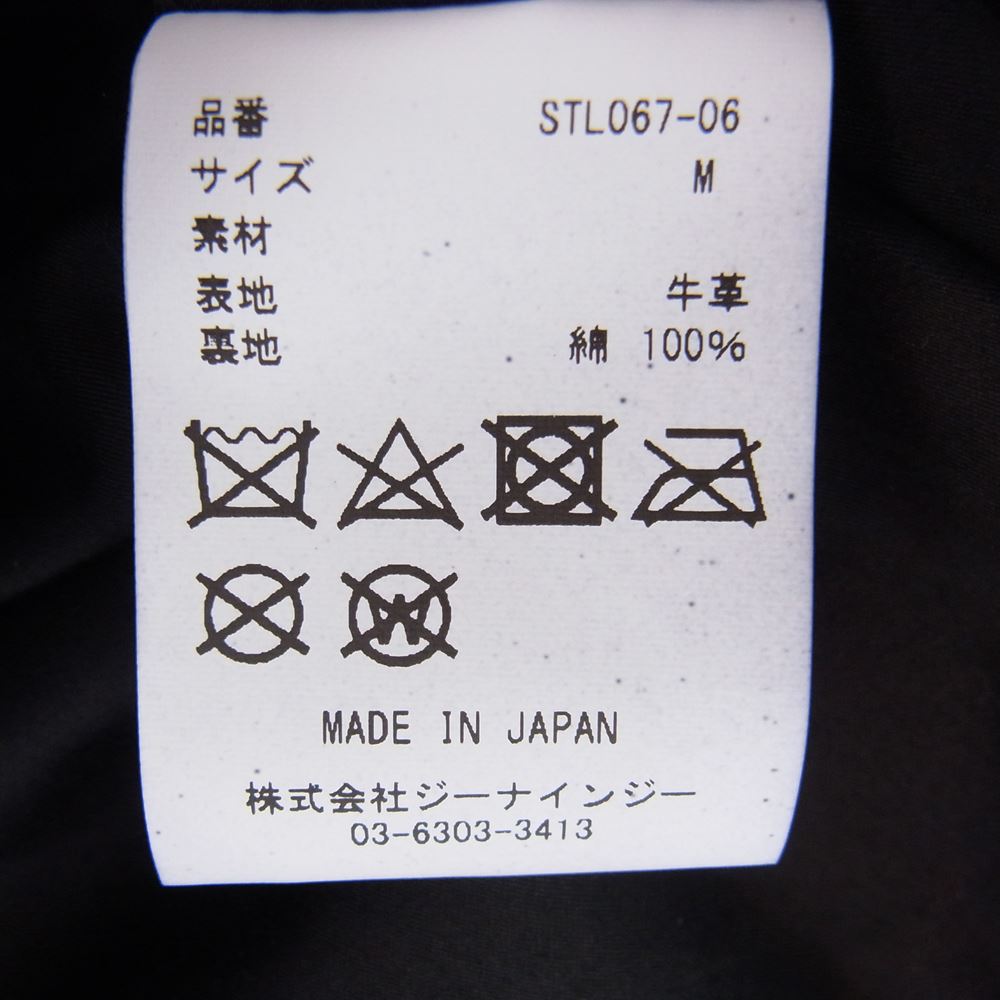 品番 STL067-06
サイズ M
素材
表地 牛革
裏地 綿 100%
W
MADE IN JAPAN
株式会社ジーナインジー
03-6303-3413